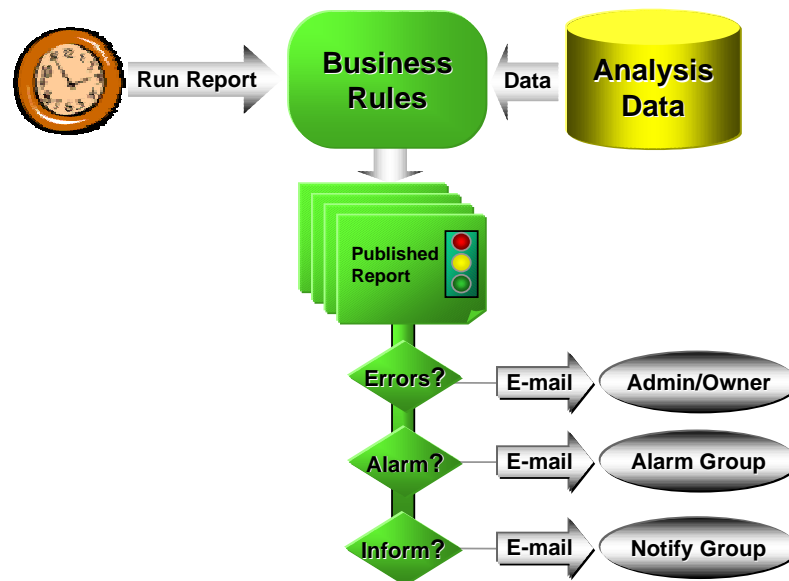 Run Report
Business
Rules
Data
Analysis
Data
Published
Report
Errors?
E-mail
Admin/Owner
Alarm?
E-mail
Alarm Group
Inform?
E-mail
Notify Group